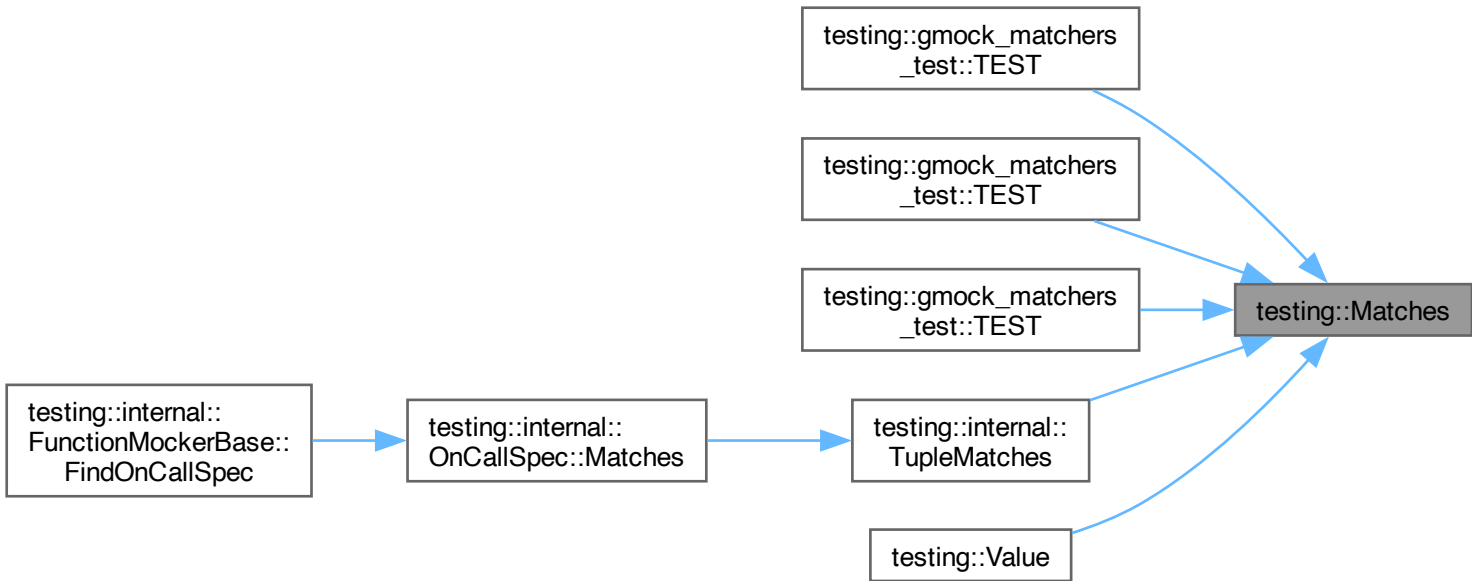 testing::gmock_matchers
_test::TEST
testing::gmock_matchers
_test::TEST
testing::gmock_matchers
_test::TEST
testing::Matches
testing::internal::
FunctionMockerBase::
FindOnCallSpec
testing::internal::
OnCallSpec::Matches
testing::internal::
TupleMatches
testing::Value